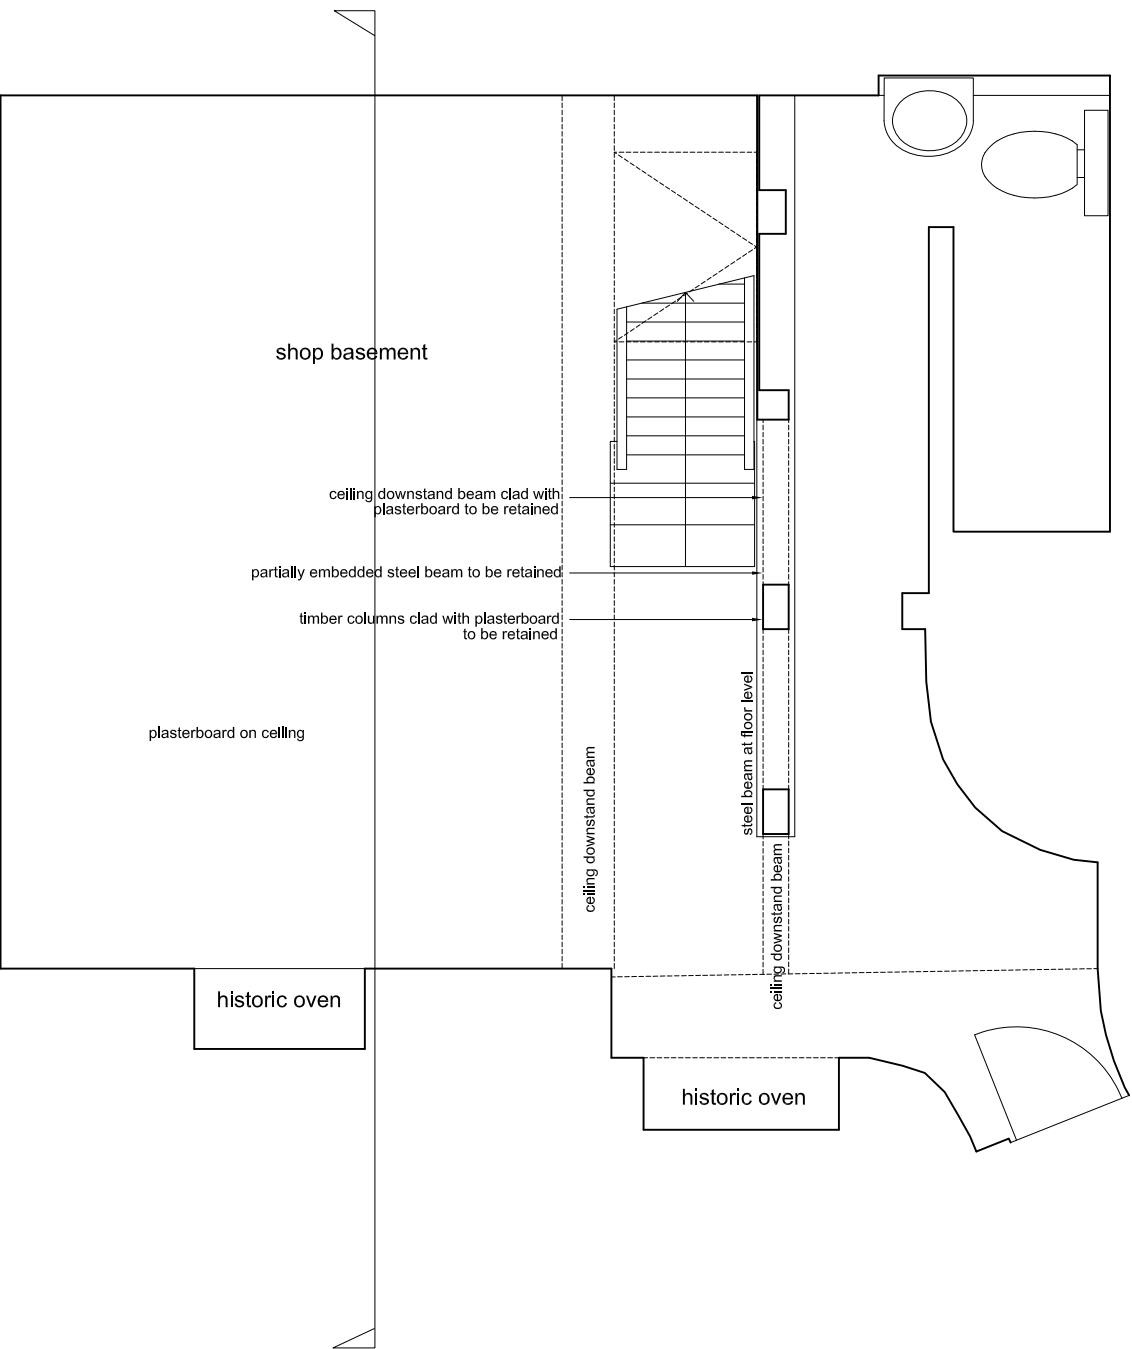 shop basement
ceiling downstand beam clad with
plasterboard to be retained
partially embedded steel beam to be retained
timber columns clad with plasterboard
to be retained
plasterboard on ceiling
ceiling downstand beam
steel beam at floor level
ceiling downstand beam
historic oven
historic oven